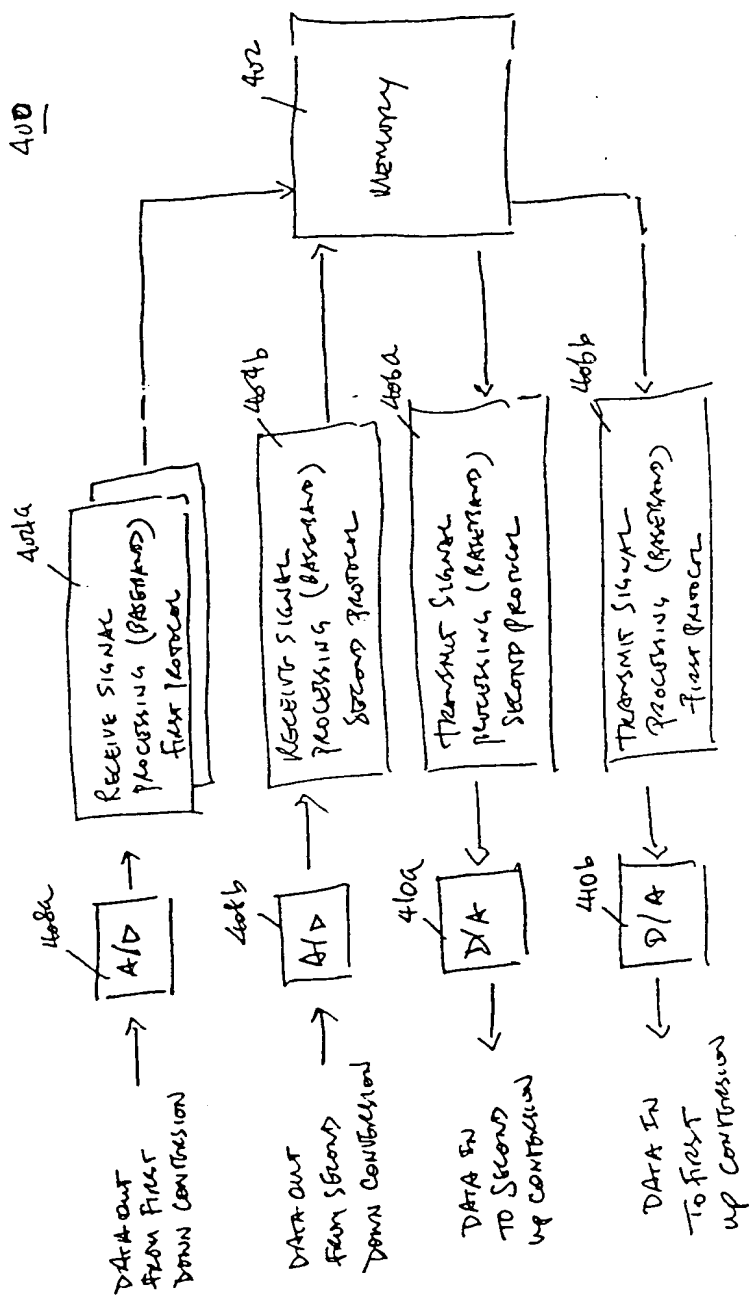 400
DATA OUT
FROM FIRST
DOWN CONVERSION
408a
A/D
404a
RECEIVE SIGNAL
PROCESSING (BASEBAND)
FIRST PROTOCOL
DATA OUT
FROM SECOND
DOWN CONVERSION
408b
A/D
404b
RECEIVE SIGNAL
PROCESSING (BASEBAND)
SECOND PROTOCOL
402
MEMORY
DATA IN
TO SECOND
UP CONVERSION
410a
D/A
406a
TRANSMIT SIGNAL
PROCESSING (BASEBAND)
SECOND PROTOCOL
DATA IN
TO FIRST
UP CONVERSION
410b
D/A
406b
TRANSMIT SIGNAL
PROCESSING (BASEBAND)
FIRST PROTOCOL